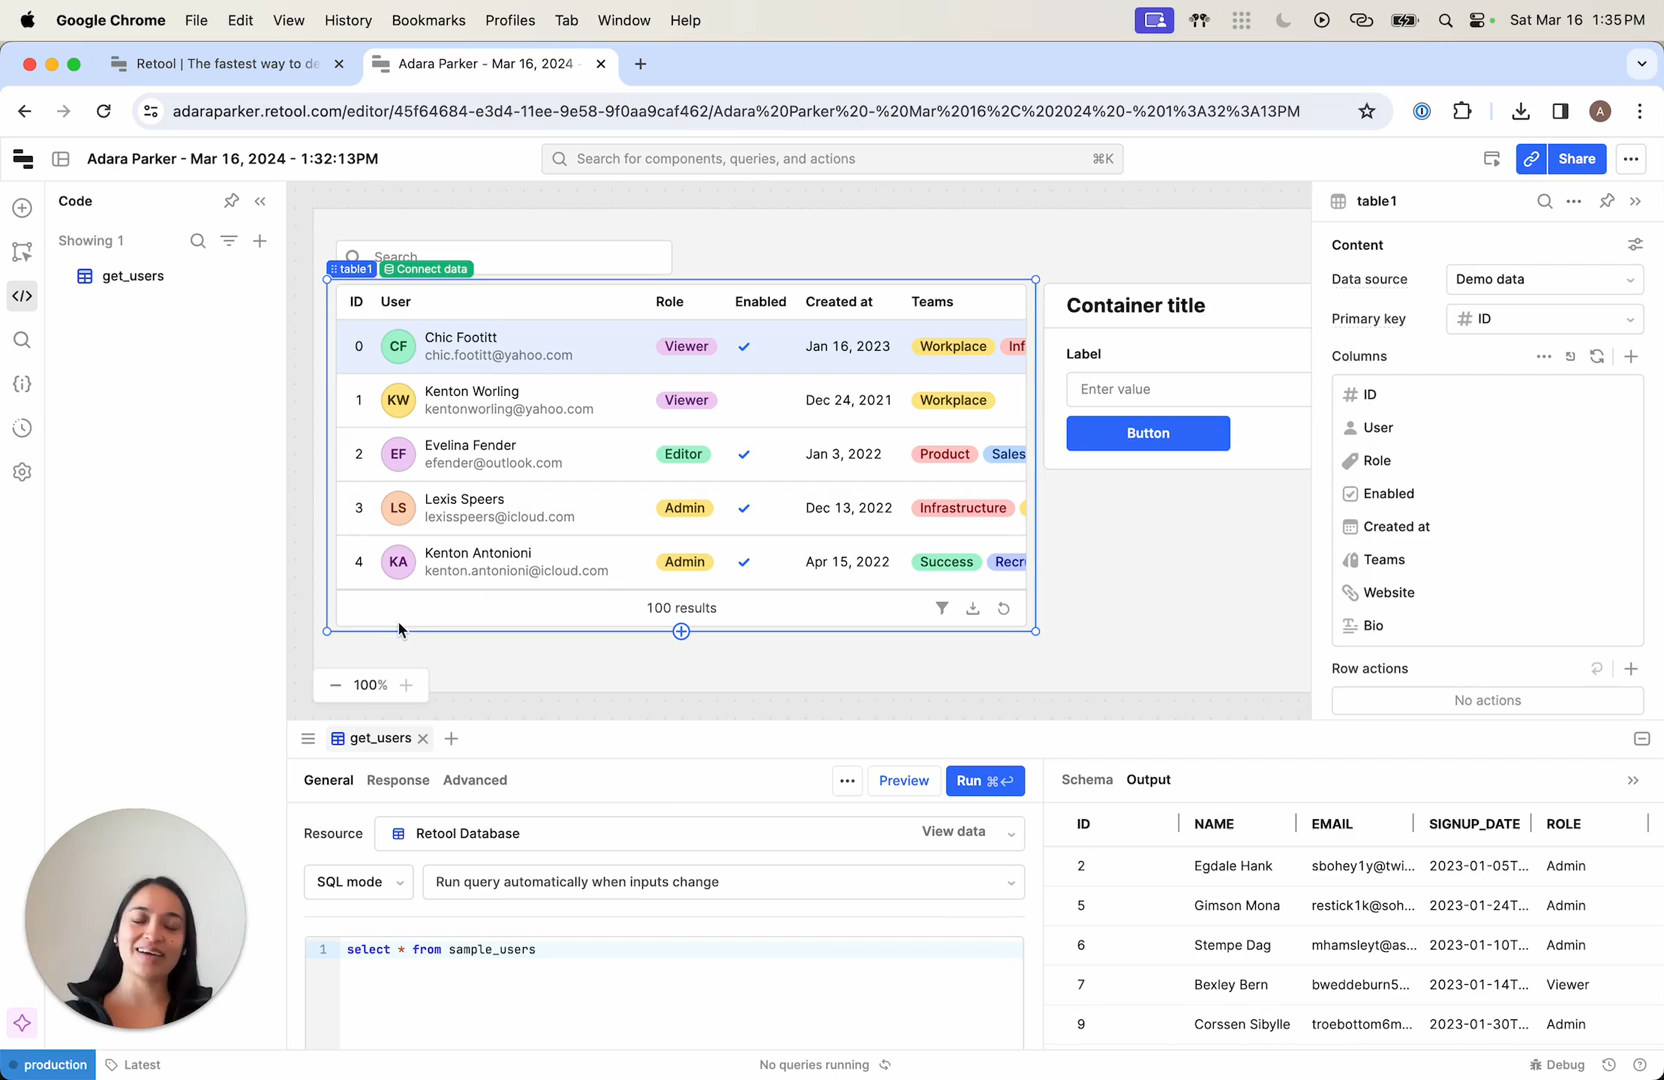 Google Chrome File Edit View History Bookmarks Profiles Tab Window Help Sat Mar 16 1:35 PM
Retool | The fastest way to de
Adara Parker - Mar 16, 2024 -
adaraparker.retool.com/editor/45f64684-e3d4-11ee-9e58-9f0aa9caf462/Adara%20Parker%20-%20Mar%2016%2C%202024%20-%201%3A32%3A13PM
A
Adara Parker - Mar 16, 2024 - 1:32:13PM
Search for components, queries, and actions ⌘K
Share
Code
Showing 1
get_users
Search
table1 Connect data
ID User Role Enabled Created at Teams
0 CF Chic Footitt Viewer Jan 16, 2023 Workplace Inf
chic.footitt@yahoo.com
1 KW Kenton Worling Viewer Dec 24, 2021 Workplace
kentonworling@yahoo.com
2 EF Evelina Fender Editor Jan 3, 2022 Product Sales
efender@outlook.com
3 LS Lexis Speers Admin Dec 13, 2022 Infrastructure
lexisspeers@icloud.com
4 KA Kenton Antonioni Admin Apr 15, 2022 Success Recr
kenton.antonioni@icloud.com
100 results
100%
Container title
Label
Enter value
Button
table1
Content
Data source Demo data
Primary key ID
Columns
ID
User
Role
Enabled
Created at
Teams
Website
Bio
Row actions
No actions
get_users
General Response Advanced Preview Run ⌘↩
Resource Retool Database View data
SQL mode Run query automatically when inputs change
1 select * from sample_users
Schema Output
ID NAME EMAIL SIGNUP_DATE ROLE
2 Egdale Hank sbohey1y@twi... 2023-01-05T... Admin
5 Gimson Mona restick1k@soh... 2023-01-24T... Admin
6 Stempe Dag mhamsleyt@as... 2023-01-10T... Admin
7 Bexley Bern bweddeburn5... 2023-01-14T... Viewer
9 Corssen Sibylle troebottom6m... 2023-01-30T... Admin
production Latest No queries running Debug